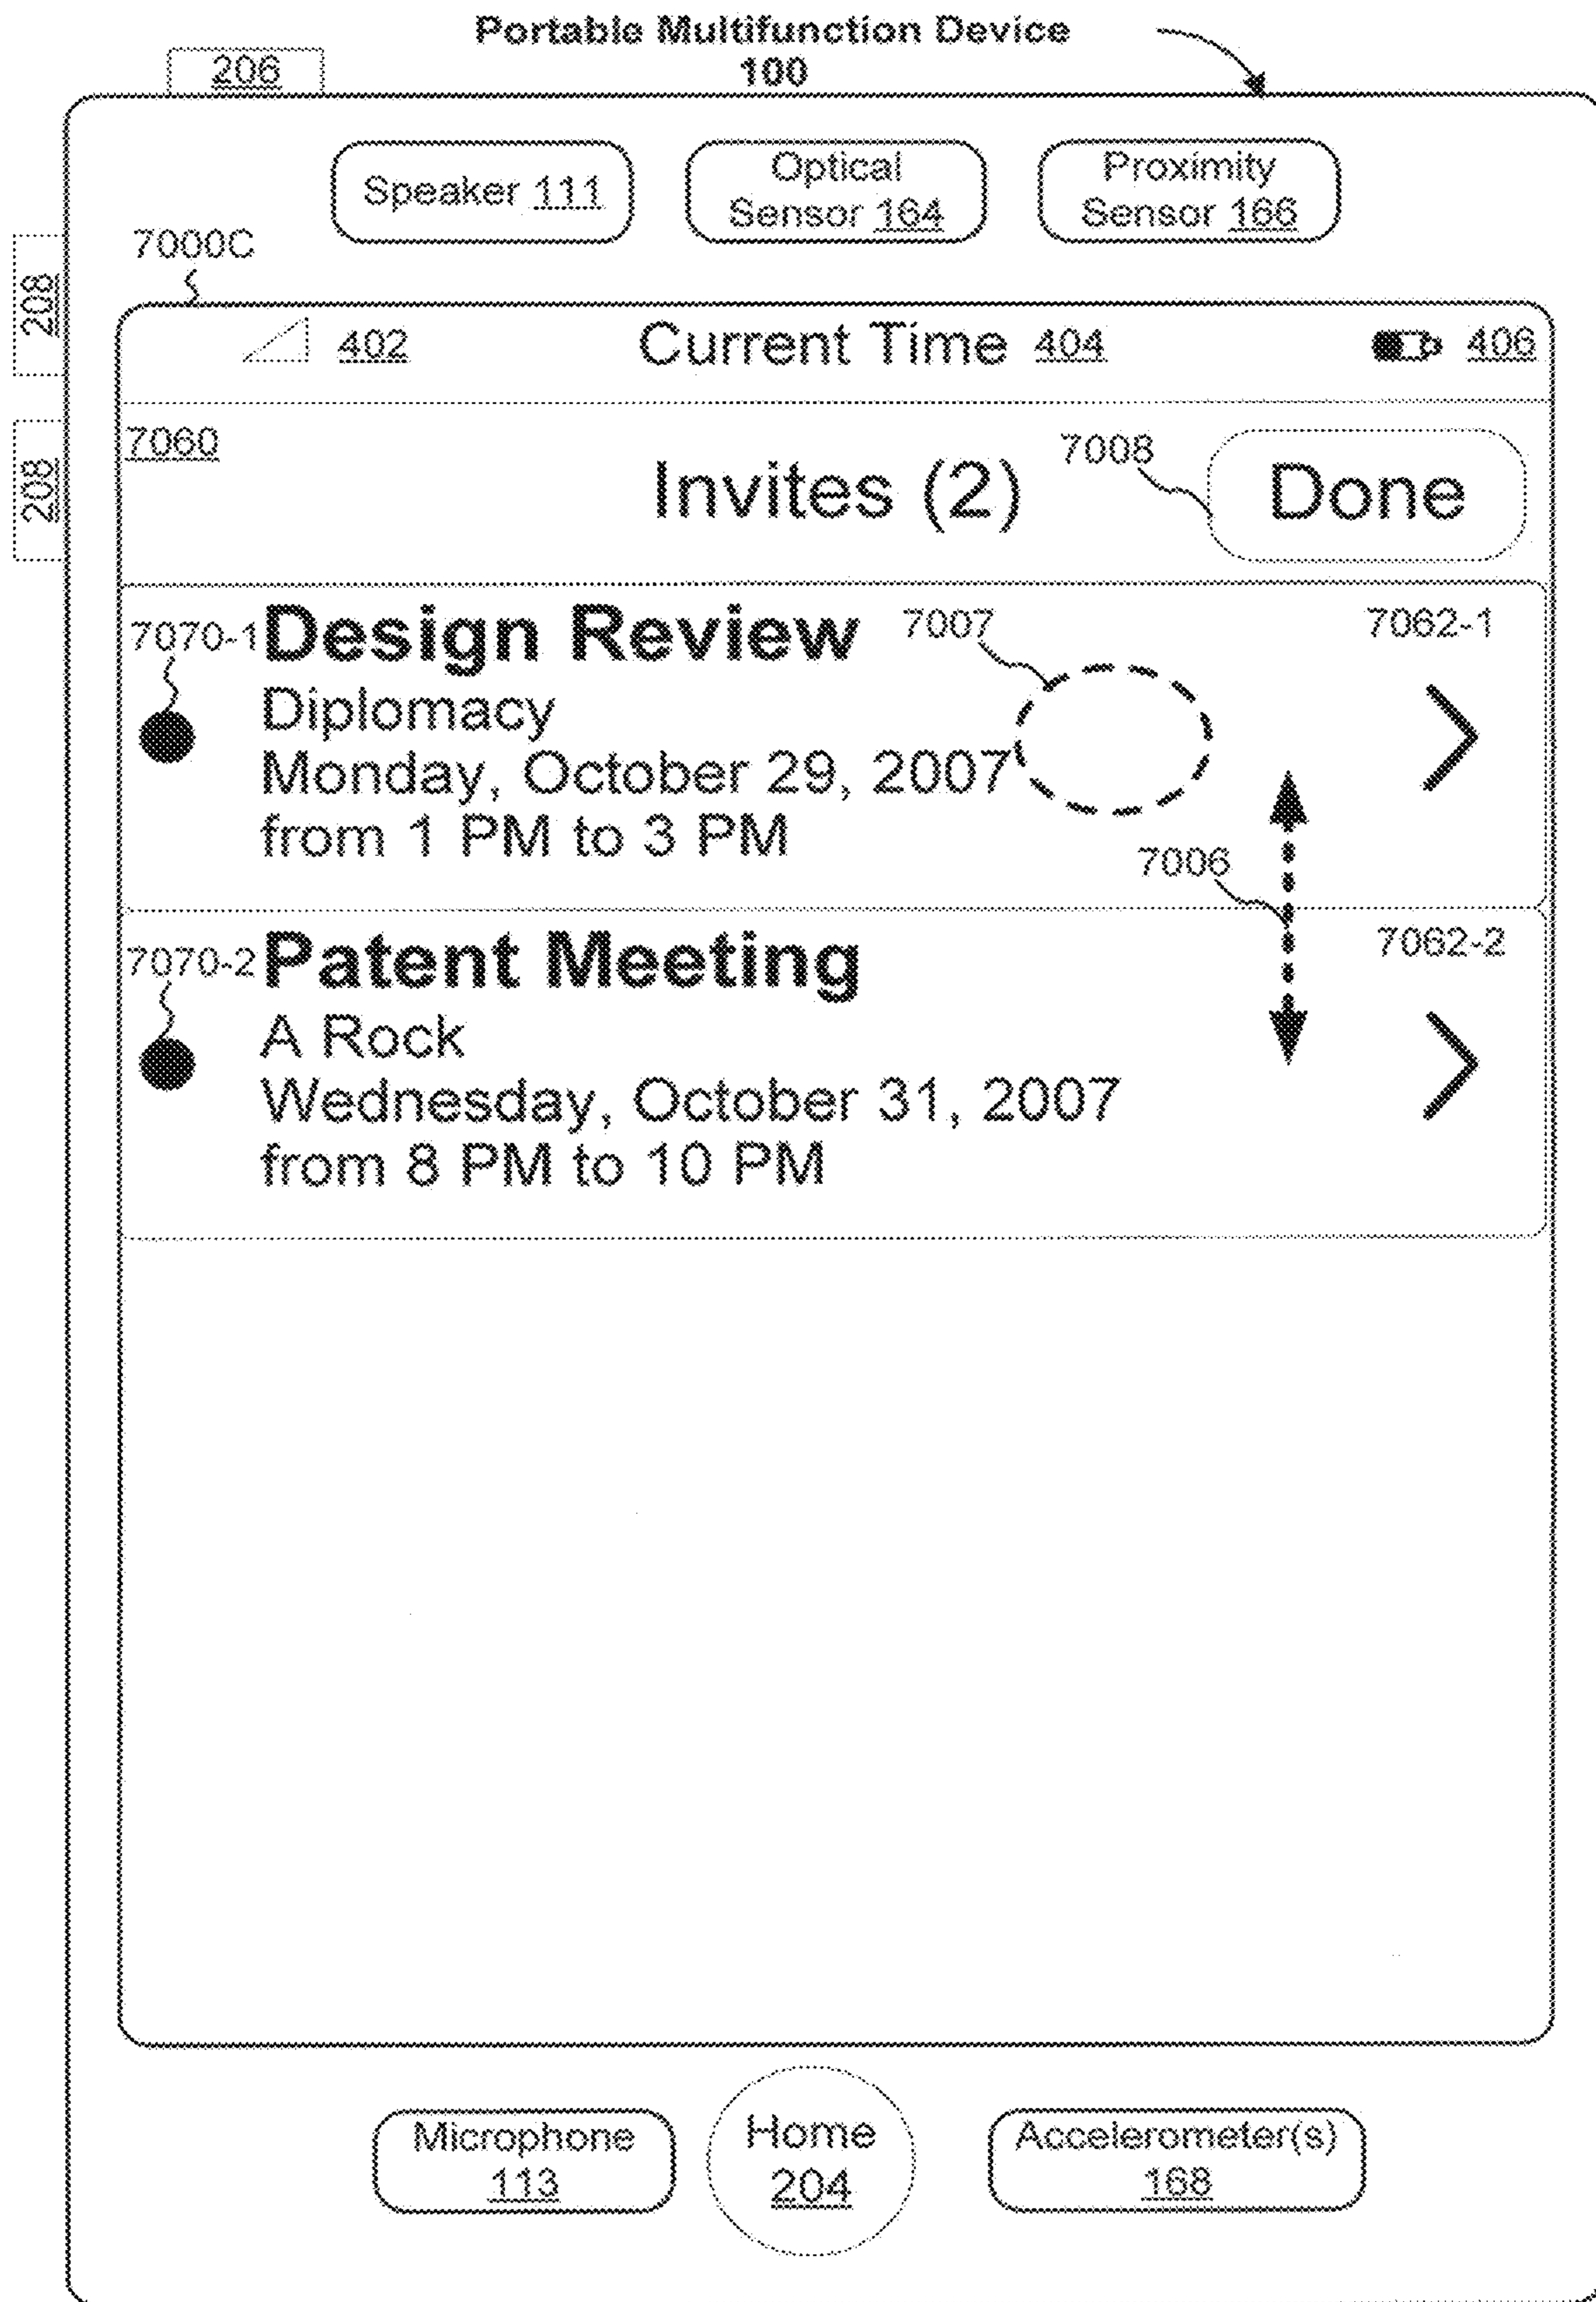 Portable Multifunction Device
100
206
Speaker 111
Optical
Sensor 164
Proximity
Sensor 166
208
7000C
402
Current Time 404
406
208
7060
Invites (2)
7008
Done
7070-1
Design Review
7007
7062-1
Diplomacy
Monday, October 29, 2007
from 1 PM to 3 PM
7006
7070-2
Patent Meeting
7062-2
A Rock
Wednesday, October 31, 2007
from 8 PM to 10 PM
Microphone
113
Home
204
Accelerometer(s)
168